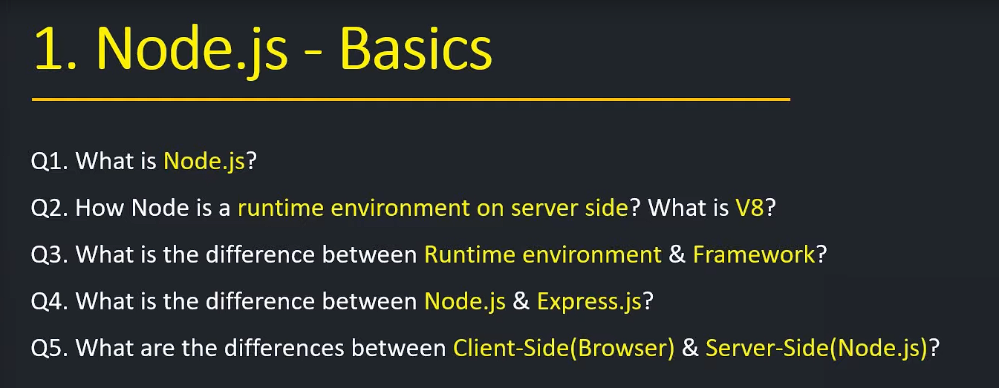 1. Node.js - Basics
Q1. What is Node.js?
Q2. How Node is a runtime environment on server side? What is V8?
Q3. What is the difference between Runtime environment & Framework?
Q4. What is the difference between Node.js & Express.js?
Q5. What are the differences between Client-Side(Browser) & Server-Side(Node.js)?